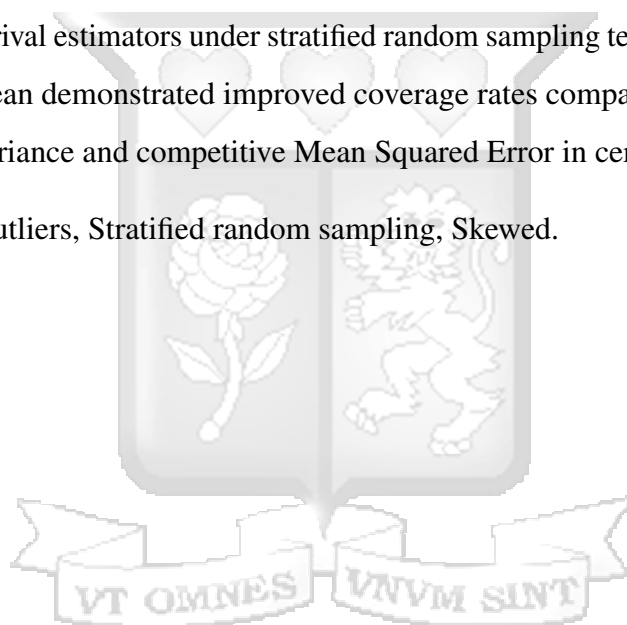 rival estimators under stratified random sampling te
ean demonstrated improved coverage rates compa
riance and competitive Mean Squared Error in cer
utliers, Stratified random sampling, Skewed.
VT OMNES VNVM SINT